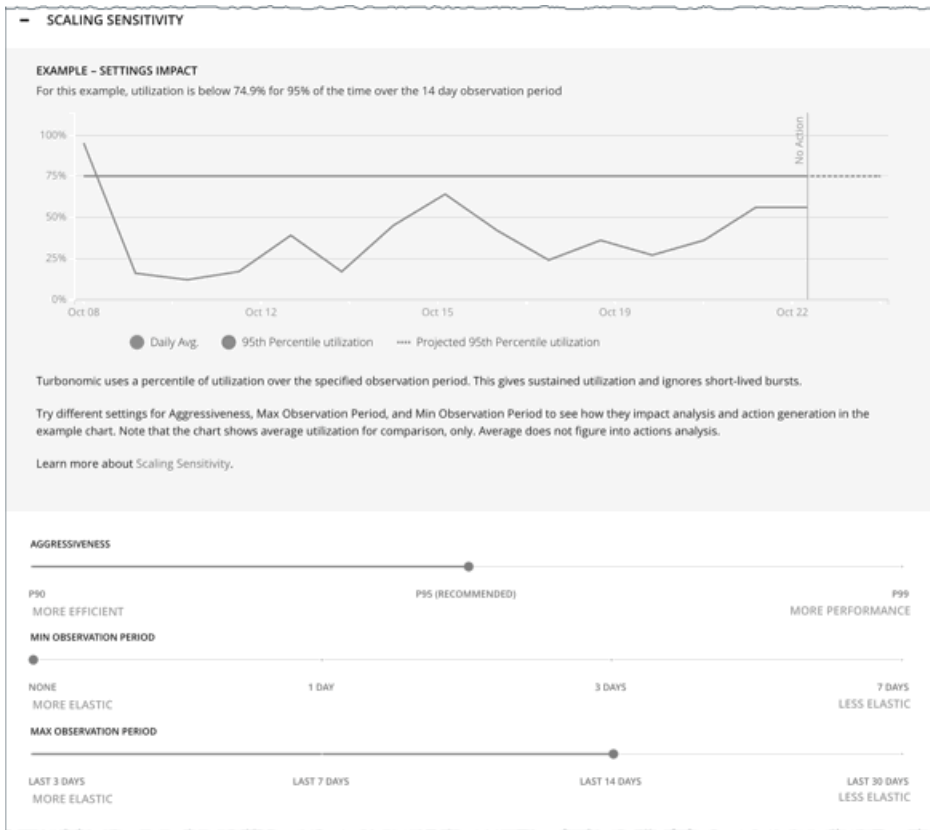 – SCALING SENSITIVITY
EXAMPLE – SETTINGS IMPACT
For this example, utilization is below 74.9% for 95% of the time over the 14 day observation period
100%
75%
50%
25%
0%
No Action
Oct 08 Oct 12 Oct 15 Oct 19 Oct 22
Daily Avg. 95th Percentile utilization Projected 95th Percentile utilization
Turbonomic uses a percentile of utilization over the specified observation period. This gives sustained utilization and ignores short-lived bursts.
Try different settings for Aggressiveness, Max Observation Period, and Min Observation Period to see how they impact analysis and action generation in the
example chart. Note that the chart shows average utilization for comparison, only. Average does not figure into actions analysis.
Learn more about Scaling Sensitivity.
AGGRESSIVENESS
P90 P95 (RECOMMENDED) P99
MORE EFFICIENT MORE PERFORMANCE
MIN OBSERVATION PERIOD
NONE 1 DAY 3 DAYS 7 DAYS
MORE ELASTIC LESS ELASTIC
MAX OBSERVATION PERIOD
LAST 3 DAYS LAST 7 DAYS LAST 14 DAYS LAST 30 DAYS
MORE ELASTIC LESS ELASTIC